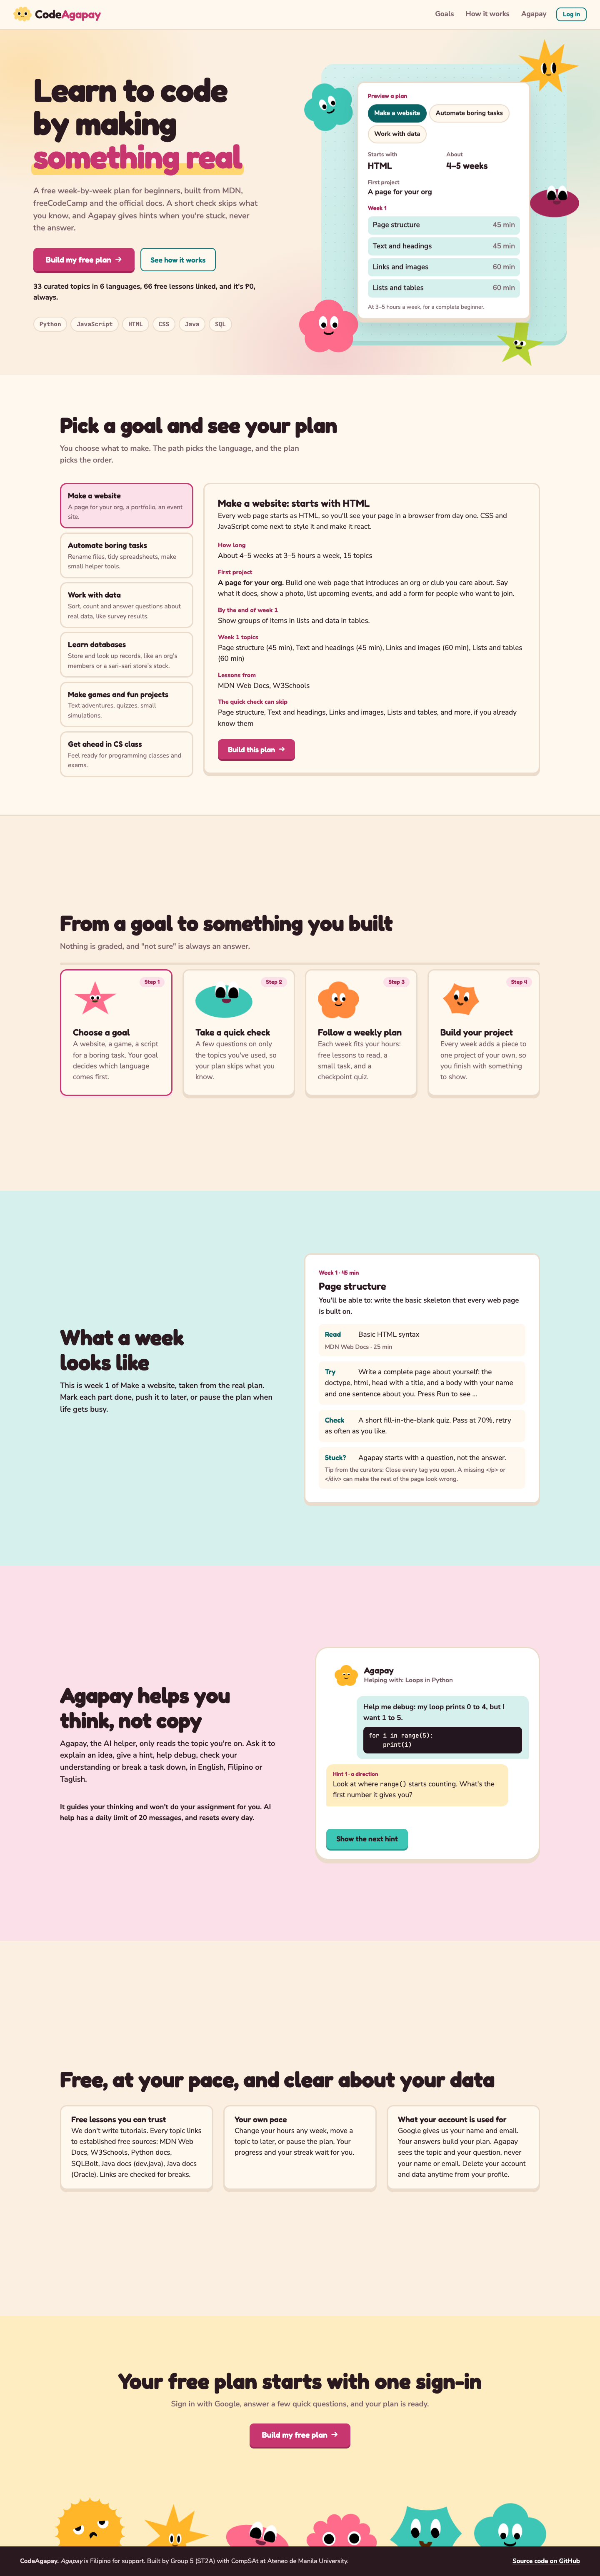 CodeAgapay
Goals
How it works
Agapay
Log in
Learn to code
by making
something real
A free week-by-week plan for beginners, built from MDN,
freeCodeCamp and the official docs. A short check skips what
you know, and Agapay gives hints when you're stuck, never
the answer.
Build my free plan →
See how it works
33 curated topics in 6 languages, 66 free lessons linked, and it's ₱0,
always.
Python
JavaScript
HTML
CSS
Java
SQL
Preview a plan
Make a website
Automate boring tasks
Work with data
Starts with
HTML
About
4–5 weeks
First project
A page for your org
Week 1
Page structure 45 min
Text and headings 45 min
Links and images 60 min
Lists and tables 60 min
At 3–5 hours a week, for a complete beginner.
Pick a goal and see your plan
You choose what to make. The path picks the language, and the plan
picks the order.
Make a website
A page for your org, a portfolio, an event
site.
Automate boring tasks
Rename files, tidy spreadsheets, make
small helper tools.
Work with data
Sort, count and answer questions about
real data, like survey results.
Learn databases
Store and look up records, like an org's
members or a sari-sari store's stock.
Make games and fun projects
Text adventures, quizzes, small
simulations.
Get ahead in CS class
Feel ready for programming classes and
exams.
Make a website: starts with HTML
Every web page starts as HTML, so you'll see your page in a browser from day one. CSS and
JavaScript come next to style it and make it react.
How long
About 4–5 weeks at 3–5 hours a week, 15 topics
First project
A page for your org. Build one web page that introduces an org or club you care about. Say
what it does, show a photo, list upcoming events, and add a form for people who want to join.
By the end of week 1
Show groups of items in lists and data in tables.
Week 1 topics
Page structure (45 min), Text and headings (45 min), Links and images (60 min), Lists and tables
(60 min)
Lessons from
MDN Web Docs, W3Schools
The quick check can skip
Page structure, Text and headings, Links and images, Lists and tables, and more, if you already
know them
Build this plan →
From a goal to something you built
Nothing is graded, and "not sure" is always an answer.
Step 1
Choose a goal
A website, a game, a script
for a boring task. Your goal
decides which language
comes first.
Step 2
Take a quick check
A few questions on only
the topics you've used, so
your plan skips what you
know.
Step 3
Follow a weekly plan
Each week fits your hours:
free lessons to read, a
small task, and a
checkpoint quiz.
Step 4
Build your project
Every week adds a piece to
one project of your own, so
you finish with something
to show.
What a week
looks like
This is week 1 of Make a website, taken from the real plan.
Mark each part done, push it to later, or pause the plan when
life gets busy.
Week 1 · 45 min
Page structure
You'll be able to: write the basic skeleton that every web page
is built on.
Read Basic HTML syntax
MDN Web Docs · 25 min
Try Write a complete page about yourself: the
doctype, html, head with a title, and a body with your name
and one sentence about you. Press Run to see …
Check A short fill-in-the-blank quiz. Pass at 70%, retry
as often as you like.
Stuck? Agapay starts with a question, not the answer.
Tip from the curators: Close every tag you open. A missing </p> or
</div> can make the rest of the page look wrong.
Agapay helps you
think, not copy
Agapay, the AI helper, only reads the topic you're on. Ask it to
explain an idea, give a hint, help debug, check your
understanding or break a task down, in English, Filipino or
Taglish.
It guides your thinking and won't do your assignment for you. AI
help has a daily limit of 20 messages, and resets every day.
Agapay
Helping with: Loops in Python
Help me debug: my loop prints 0 to 4, but I
want 1 to 5.
for i in range(5):
print(i)
Hint 1 · a direction
Look at where range() starts counting. What's the
first number it gives you?
Show the next hint
Free, at your pace, and clear about your data
Free lessons you can trust
We don't write tutorials. Every topic links
to established free sources: MDN Web
Docs, W3Schools, Python docs,
SQLBolt, Java docs (dev.java), Java docs
(Oracle). Links are checked for breaks.
Your own pace
Change your hours any week, move a
topic to later, or pause the plan. Your
progress and your streak wait for you.
What your account is used for
Google gives us your name and email.
Your answers build your plan. Agapay
sees the topic and your question, never
your name or email. Delete your account
and data anytime from your profile.
Your free plan starts with one sign-in
Sign in with Google, answer a few quick questions, and your plan is ready.
Build my free plan →
CodeAgapay. Agapay is Filipino for support. Built by Group 5 (ST2A) with CompSAt at Ateneo de Manila University.
Source code on GitHub